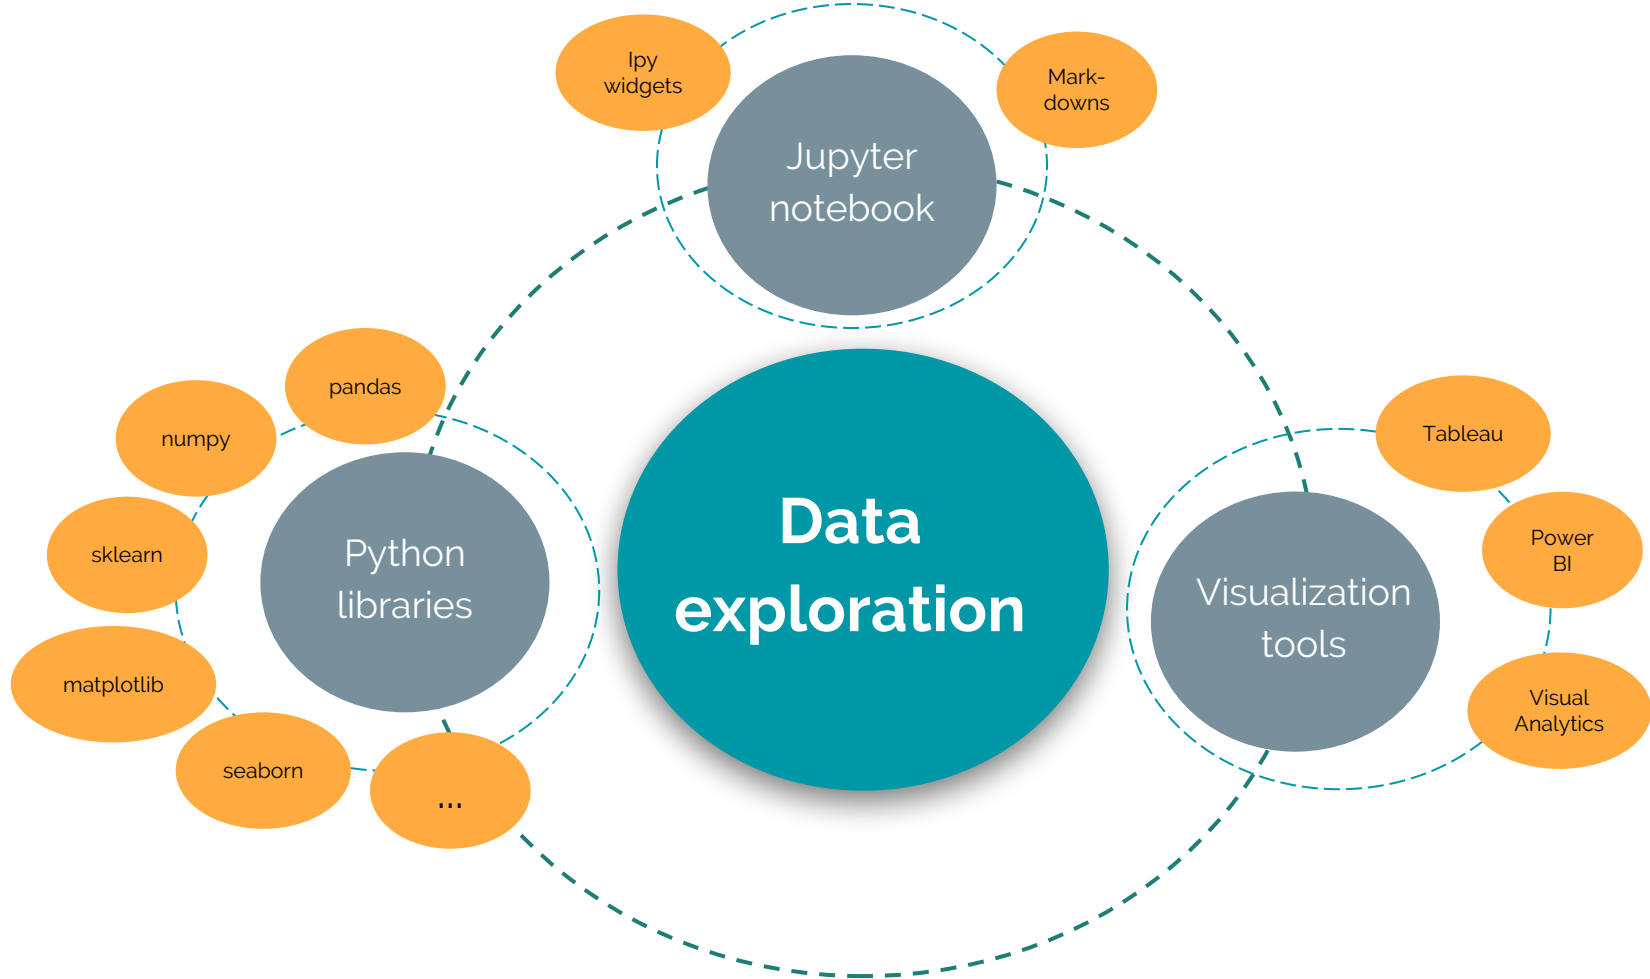 Ipy
widgets
Mark-
downs
Jupyter
notebook
pandas
numpy
sklearn
matplotlib
seaborn
...
Python
libraries
Data
exploration
Tableau
Power
BI
Visual
Analytics
Visualization
tools